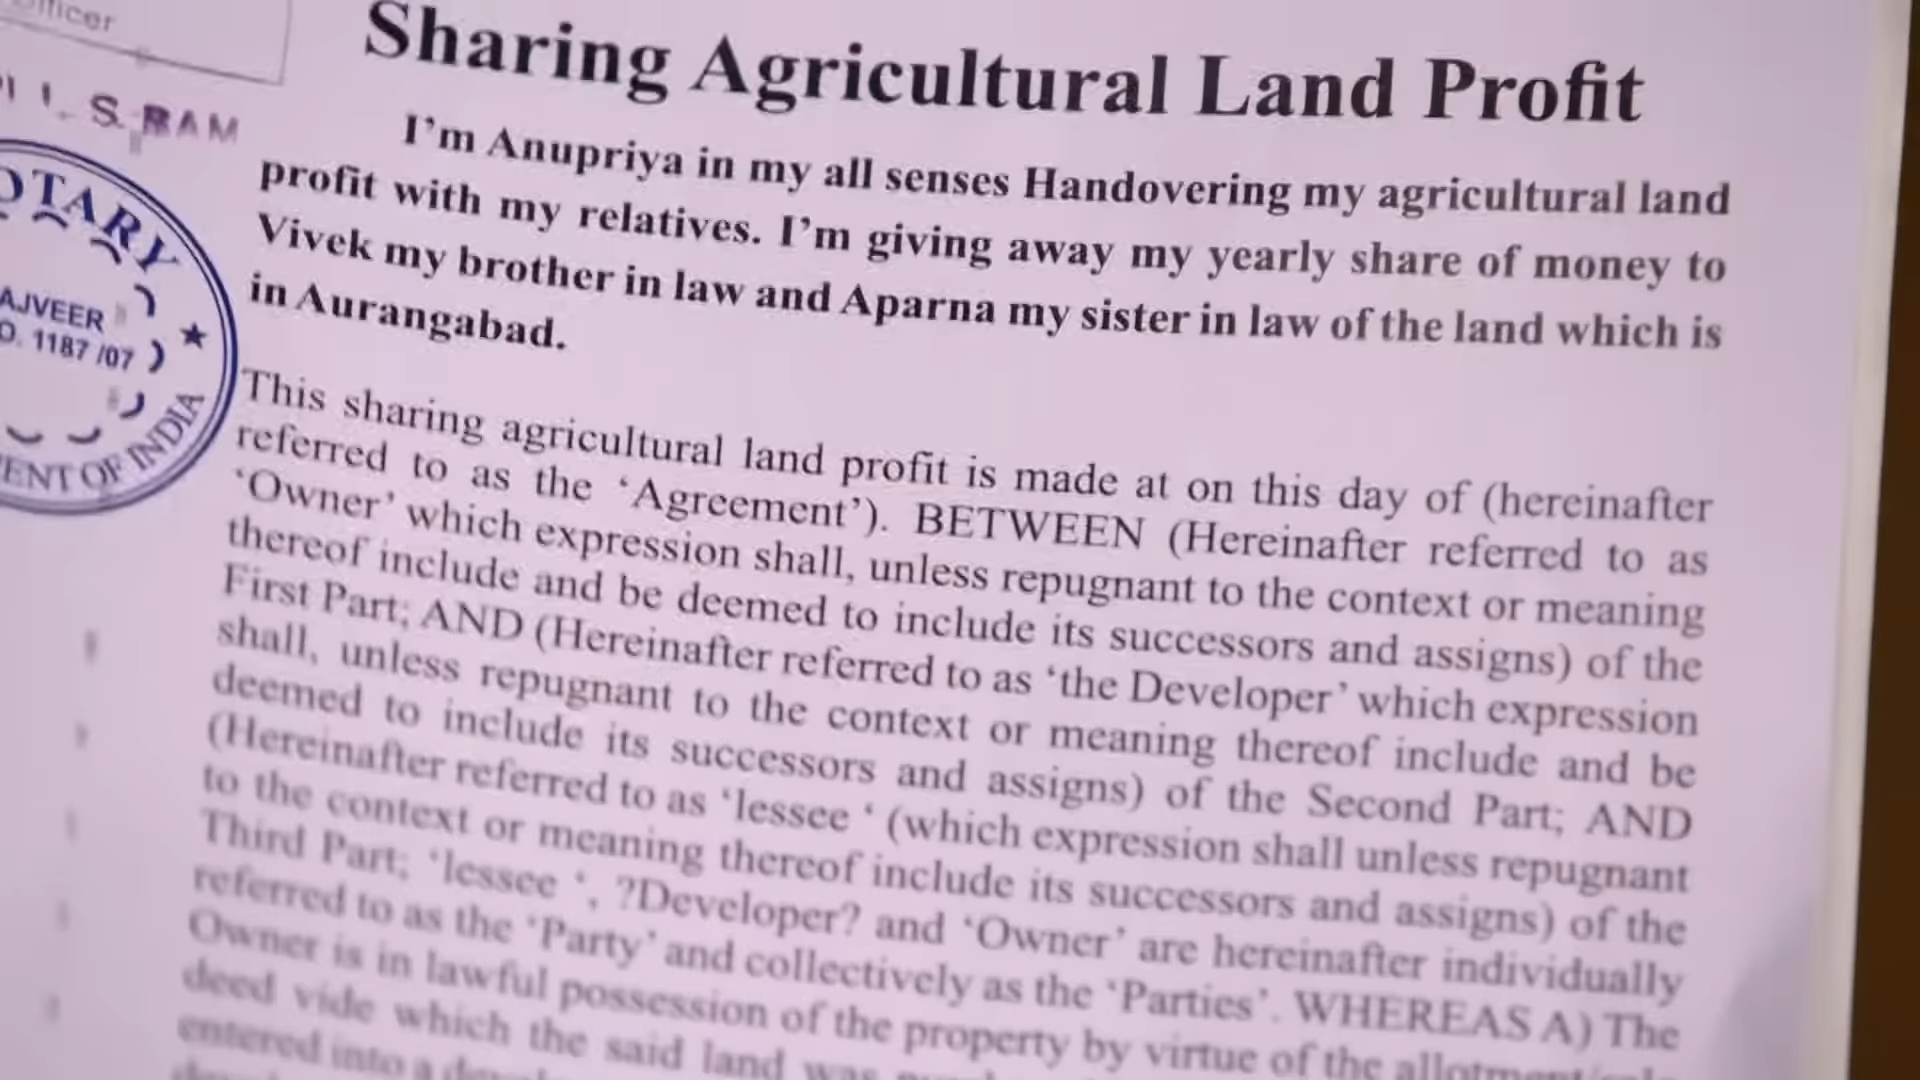 Officer
S. RAM
OTARY
AJVEER
O. 1187 /07
ENT OF INDIA
Sharing Agricultural Land Profit
I'm Anupriya in my all senses Handovering my agricultural land
profit with my relatives. I'm giving away my yearly share of money to
Vivek my brother in law and Aparna my sister in law of the land which is
in Aurangabad.
This sharing agricultural land profit is made at on this day of (hereinafter
referred to as the ‘Agreement’). BETWEEN (Hereinafter referred to as
‘Owner’ which expression shall, unless repugnant to the context or meaning
thereof include and be deemed to include its successors and assigns) of the
First Part; AND (Hereinafter referred to as ‘the Developer’ which expression
shall, unless repugnant to the context or meaning thereof include and be
deemed to include its successors and assigns) of the Second Part; AND
(Hereinafter referred to as ‘lessee ‘ (which expression shall unless repugnant
to the context or meaning thereof include its successors and assigns) of the
Third Part; ‘lessee ‘, ?Developer? and ‘Owner’ are hereinafter individually
referred to as the ‘Party’ and collectively as the ‘Parties’. WHEREAS A) The
Owner is in lawful possession of the property by virtue of the allotment/sale
deed vide which the said land was
entered into a